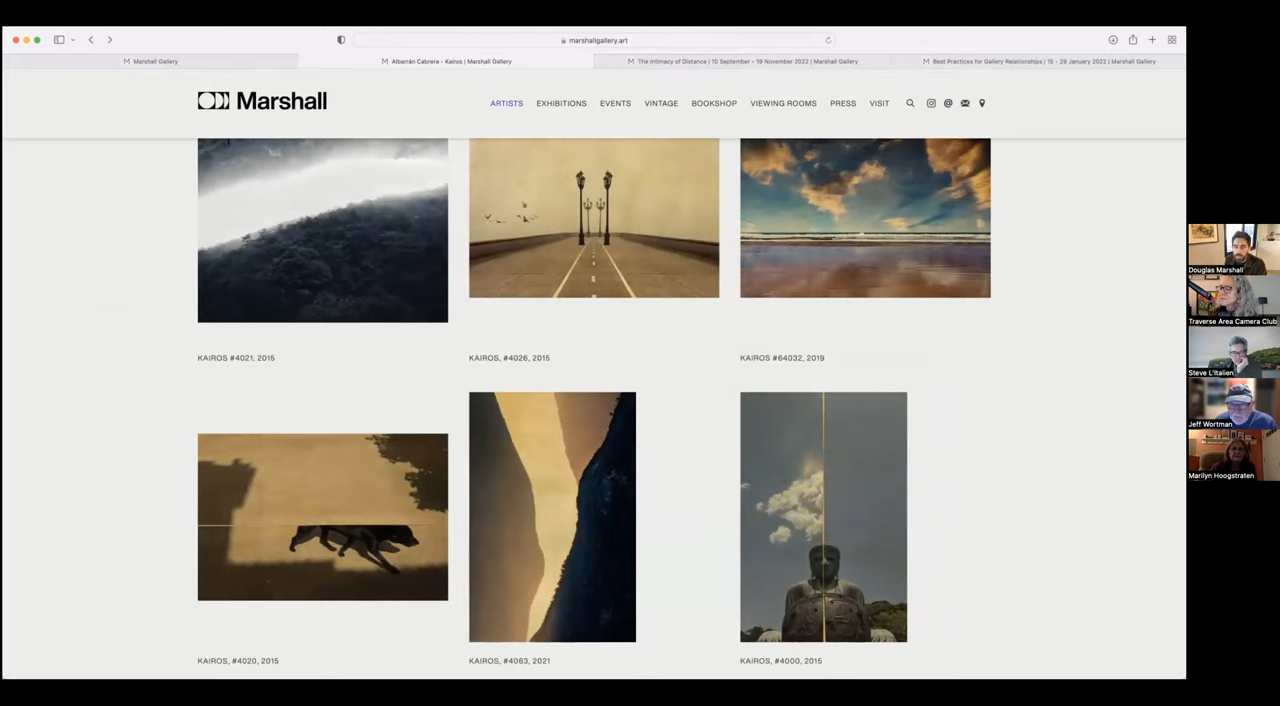 marshallgallery.art
M Marshall Gallery
M Albarrán Cabrera - Kairos | Marshall Gallery
M The Intimacy of Distance | 10 September - 19 November 2022 | Marshall Gallery
M Best Practices for Gallery Relationships | 15 - 29 January 2022 | Marshall Gallery
Marshall
ARTISTS EXHIBITIONS EVENTS VINTAGE BOOKSHOP VIEWING ROOMS PRESS VISIT
KAIROS #4021, 2015
KAIROS, #4026, 2015
KAIROS #64032, 2019
KAIROS, #4020, 2015
KAIROS, #4063, 2021
KAIROS, #4000, 2015
Douglas Marshall
Traverse Area Camera Club
Steve L'Italien
Jeff Wortman
Marilyn Hoogstraten